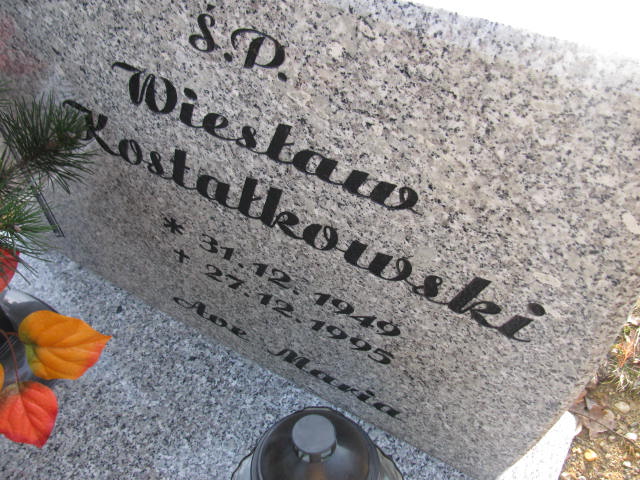 Ś.P.
Wiesław
Kostałkowski
* 31.12.1949
† 27.12.1995
Ave Maria